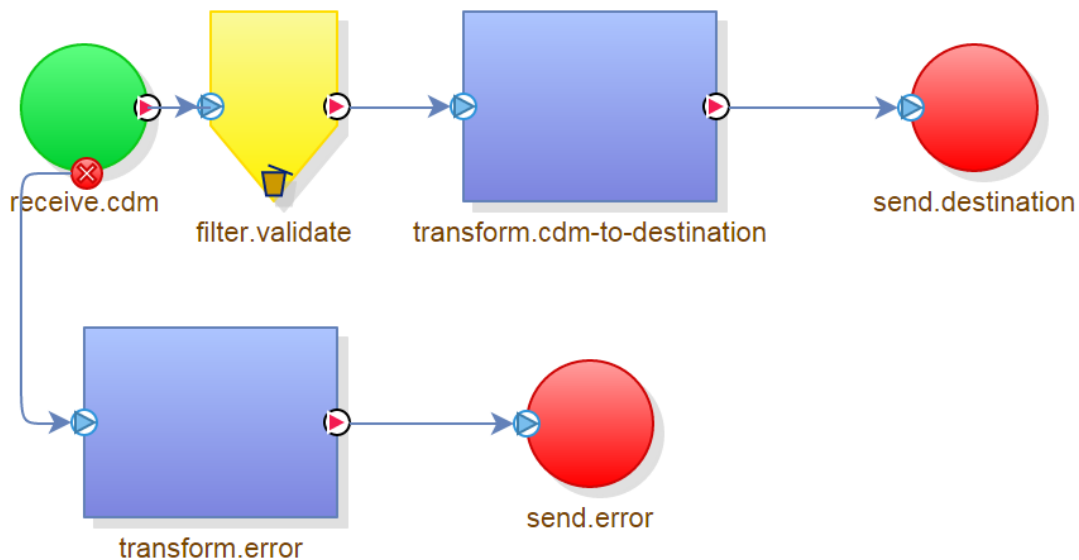 receive.cdm
filter.validate
transform.cdm-to-destination
send.destination
transform.error
send.error